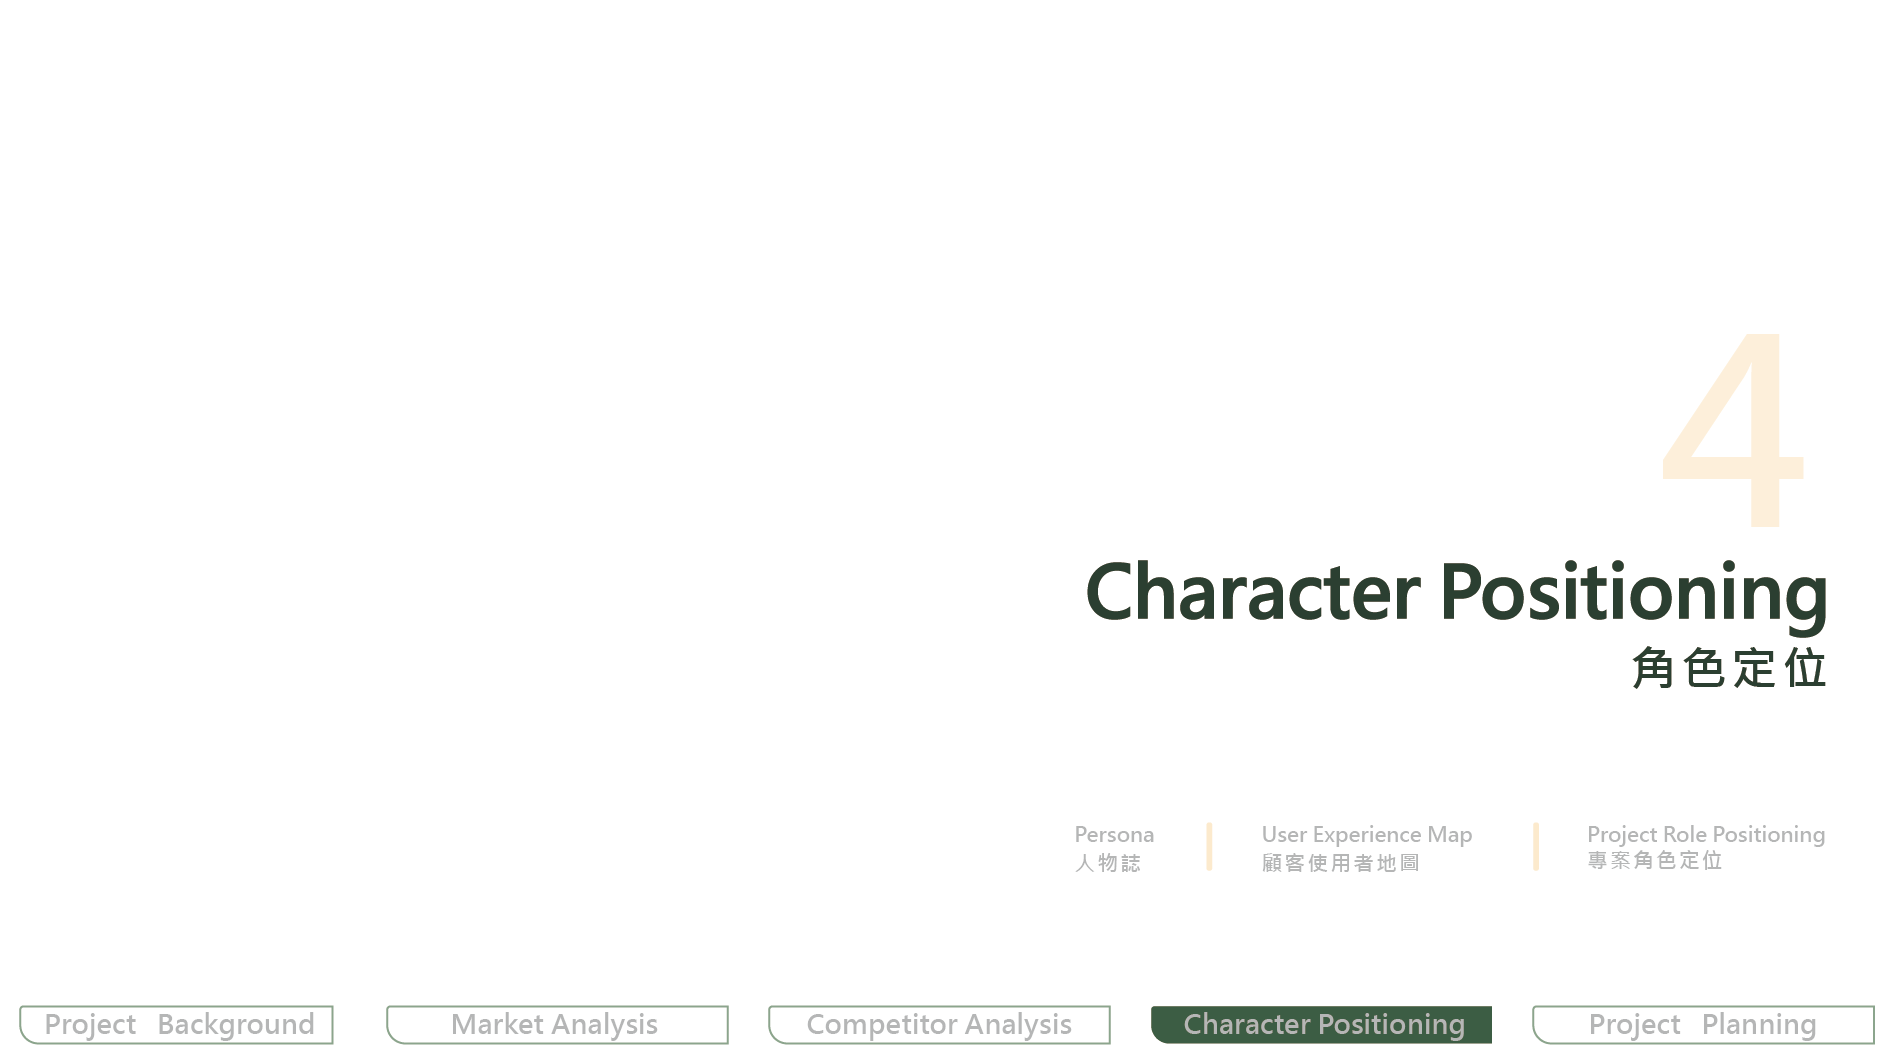 4
Character Positioning
角色定位
Persona
人物誌
User Experience Map
顧客使用者地圖
Project Role Positioning
專案角色定位
Project Background
Market Analysis
Competitor Analysis
Character Positioning
Project Planning